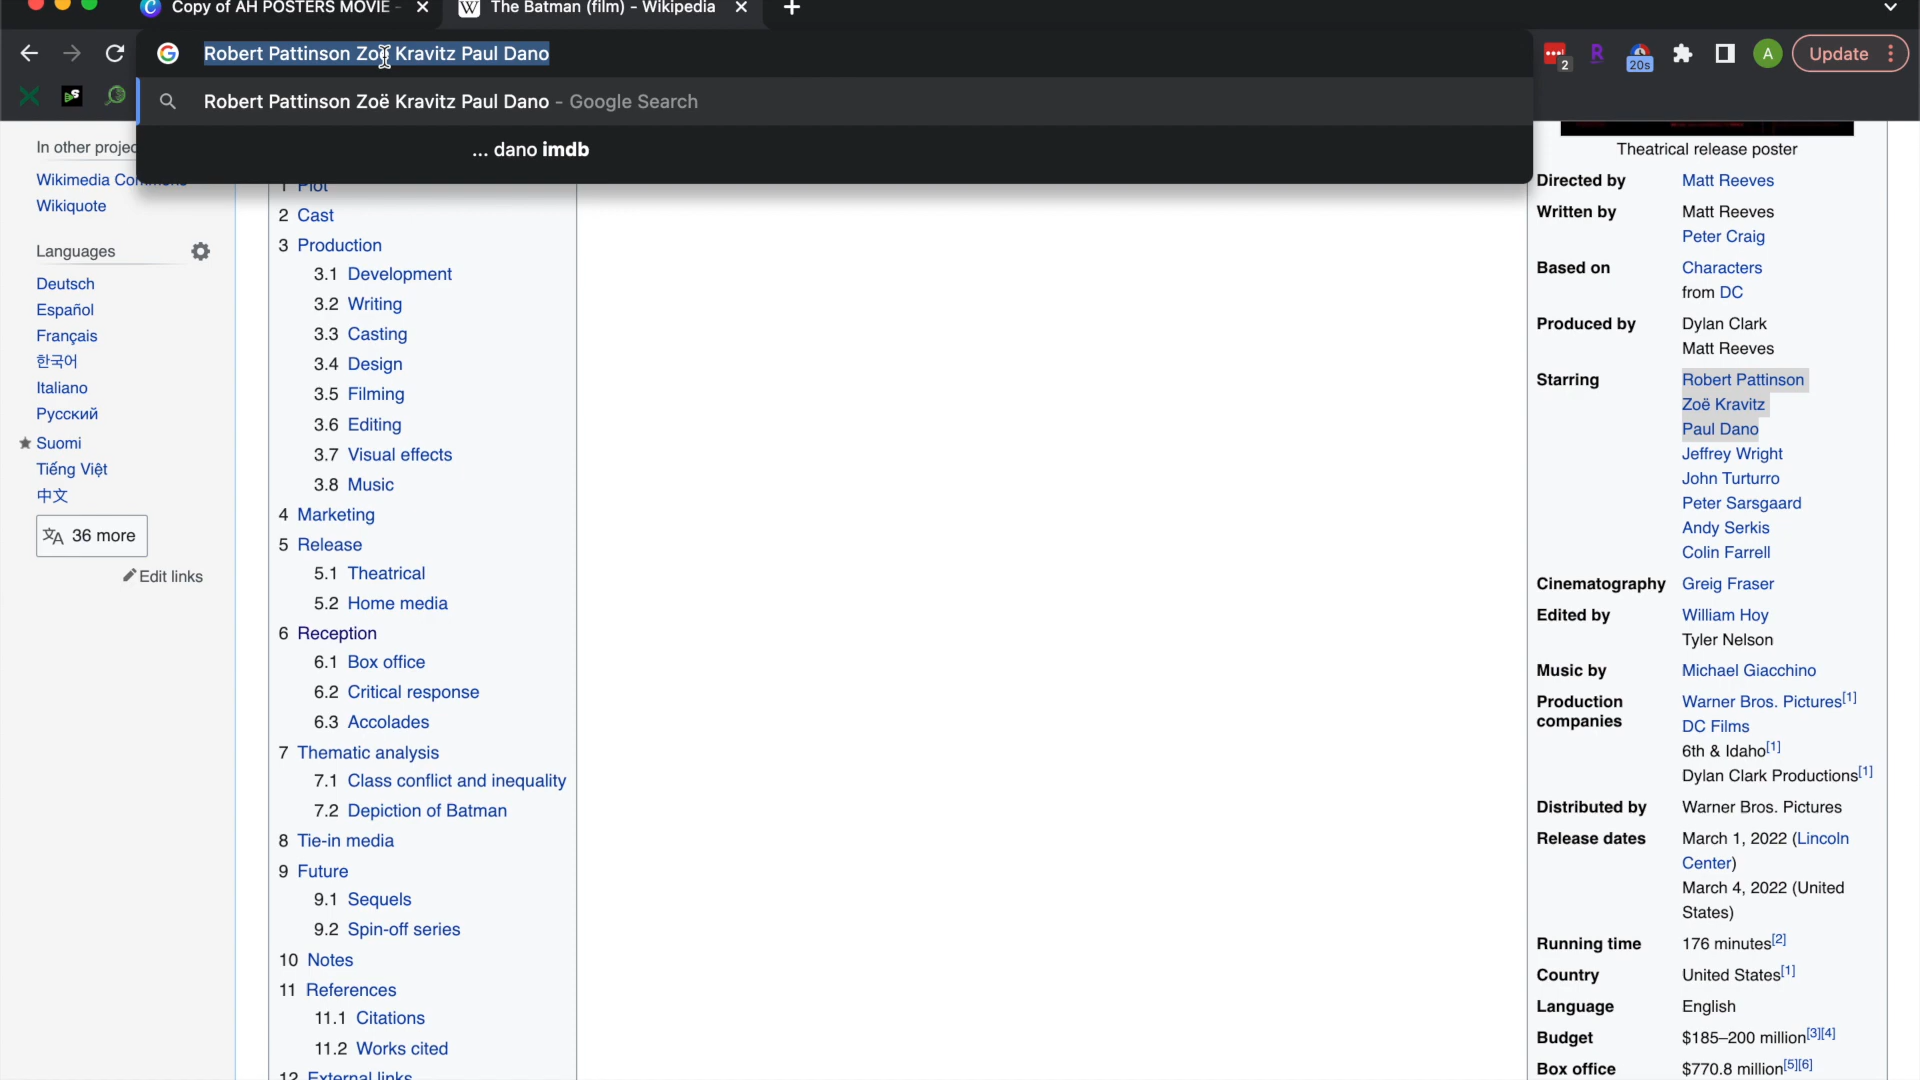 Copy of AH POSTERS MOVIE -
The Batman (film) - Wikipedia
Robert Pattinson Zoë Kravitz Paul Dano
2
20s
A
Update
Robert Pattinson Zoë Kravitz Paul Dano - Google Search
... dano imdb
In other projec
Wikimedia Commons
Wikiquote
Languages
Deutsch
Español
Français
한국어
Italiano
Русский
Suomi
Tiếng Việt
中文
36 more
Edit links
1 Plot
2 Cast
3 Production
3.1 Development
3.2 Writing
3.3 Casting
3.4 Design
3.5 Filming
3.6 Editing
3.7 Visual effects
3.8 Music
4 Marketing
5 Release
5.1 Theatrical
5.2 Home media
6 Reception
6.1 Box office
6.2 Critical response
6.3 Accolades
7 Thematic analysis
7.1 Class conflict and inequality
7.2 Depiction of Batman
8 Tie-in media
9 Future
9.1 Sequels
9.2 Spin-off series
10 Notes
11 References
11.1 Citations
11.2 Works cited
12 External links
Theatrical release poster
Directed by Matt Reeves
Written by Matt Reeves
Peter Craig
Based on Characters
from DC
Produced by Dylan Clark
Matt Reeves
Starring Robert Pattinson
Zoë Kravitz
Paul Dano
Jeffrey Wright
John Turturro
Peter Sarsgaard
Andy Serkis
Colin Farrell
Cinematography Greig Fraser
Edited by William Hoy
Tyler Nelson
Music by Michael Giacchino
Production Warner Bros. Pictures[1]
companies DC Films
6th & Idaho[1]
Dylan Clark Productions[1]
Distributed by Warner Bros. Pictures
Release dates March 1, 2022 (Lincoln
Center)
March 4, 2022 (United
States)
Running time 176 minutes[2]
Country United States[1]
Language English
Budget $185–200 million[3][4]
Box office $770.8 million[5][6]